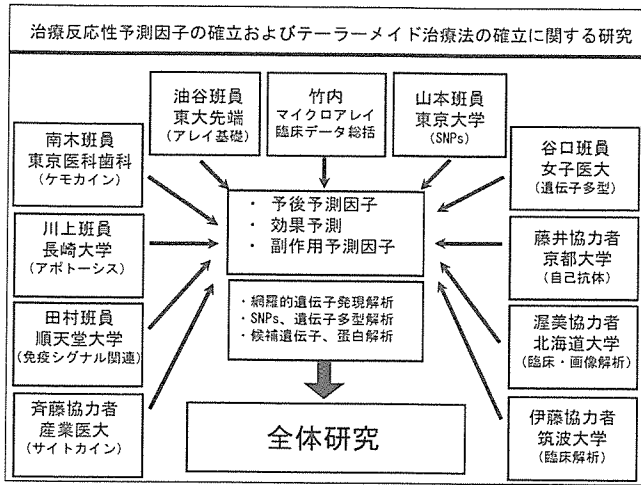 治療反応性予測因子の確立およびテーラーメイド治療法の確立に関する研究
油谷班員
東大先端
(アレイ基礎)
竹内
マイクロアレイ
臨床データ総括
山本班員
東京大学
(SNPs)
南木班員
東京医科歯科
(ケモカイン)
谷口班員
女子医大
(遺伝子多型)
川上班員
長崎大学
(アポトーシス)
・ 予後予測因子
・ 効果予測
・ 副作用予測因子
藤井協力者
京都大学
(自己抗体)
田村班員
順天堂大学
(免疫シグナル関連)
・網羅的遺伝子発現解析
・SNPs、遺伝子多型解析
・候補遺伝子、蛋白解析
渥美協力者
北海道大学
(臨床・画像解析)
斉藤協力者
産業医大
(サイトカイン)
全体研究
伊藤協力者
筑波大学
(臨床解析)